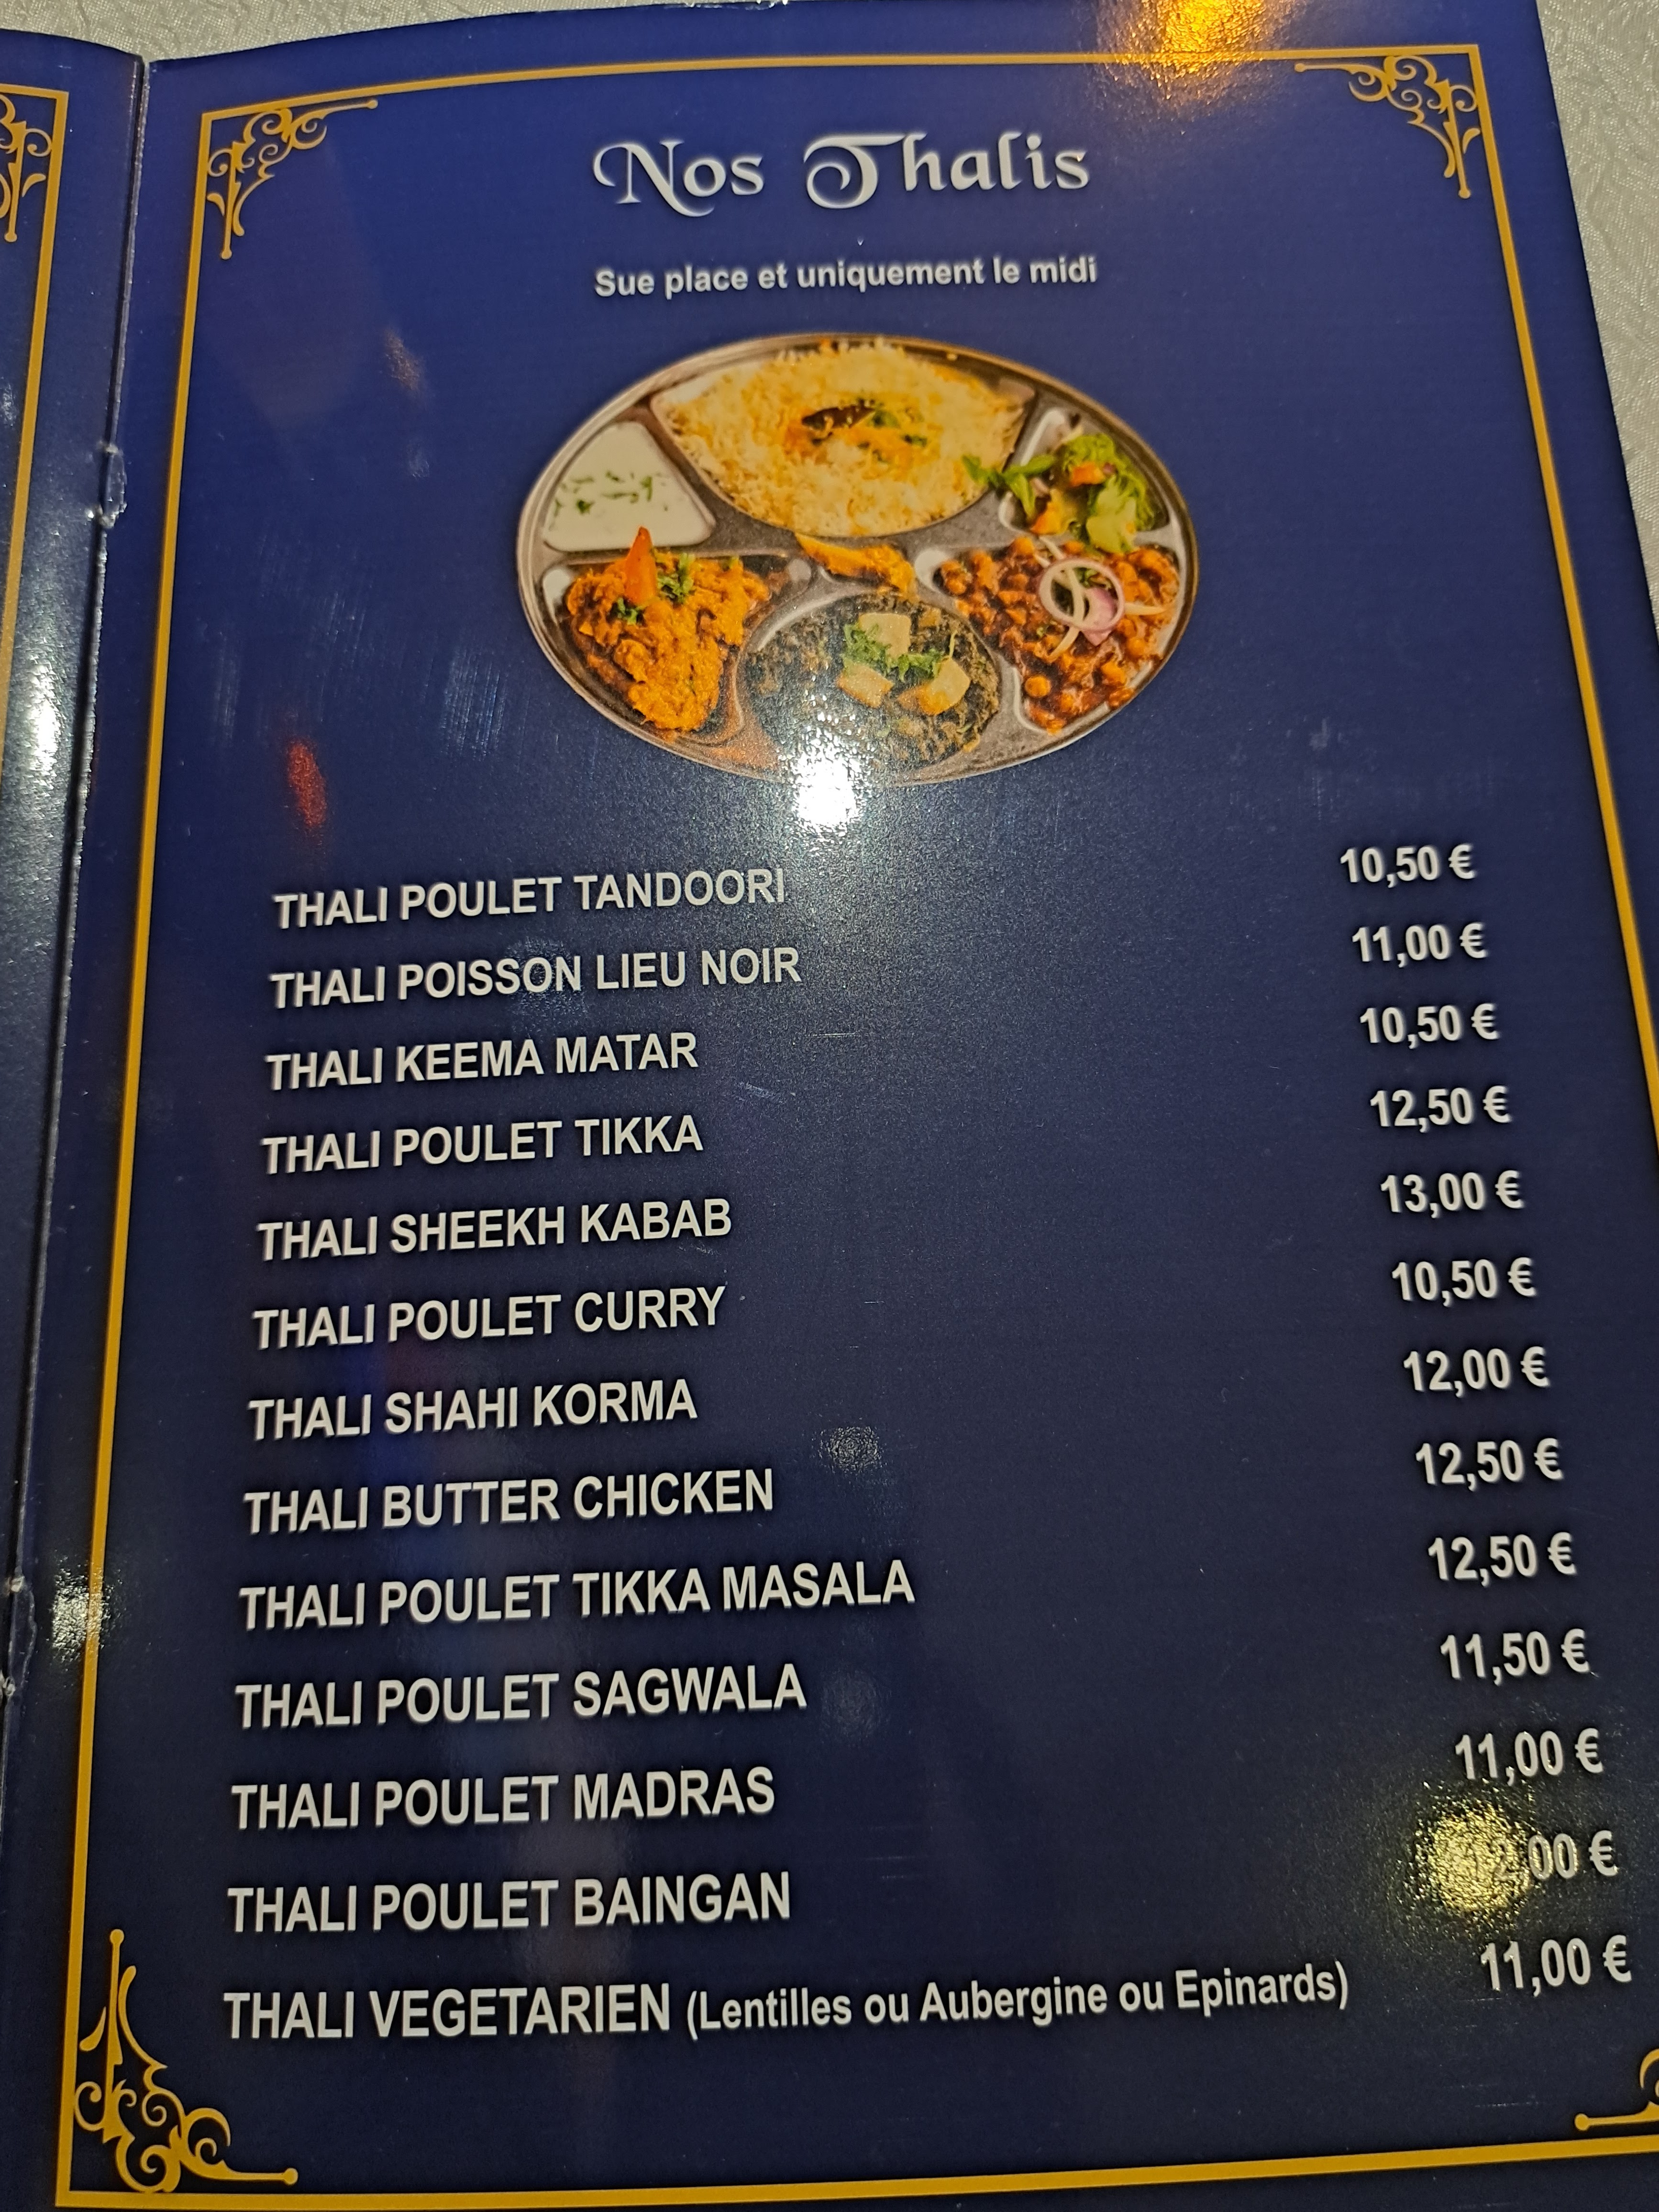 Nos Thalis
Sue place et uniquement le midi
THALI POULET TANDOORI 10,50 €
THALI POISSON LIEU NOIR 11,00 €
THALI KEEMA MATAR 10,50 €
THALI POULET TIKKA 12,50 €
THALI SHEEKH KABAB 13,00 €
THALI POULET CURRY 10,50 €
THALI SHAHI KORMA 12,00 €
THALI BUTTER CHICKEN 12,50 €
THALI POULET TIKKA MASALA 12,50 €
THALI POULET SAGWALA 11,50 €
THALI POULET MADRAS 11,00 €
THALI POULET BAINGAN €
THALI VEGETARIEN (Lentilles ou Aubergine ou Epinards) 11,00 €